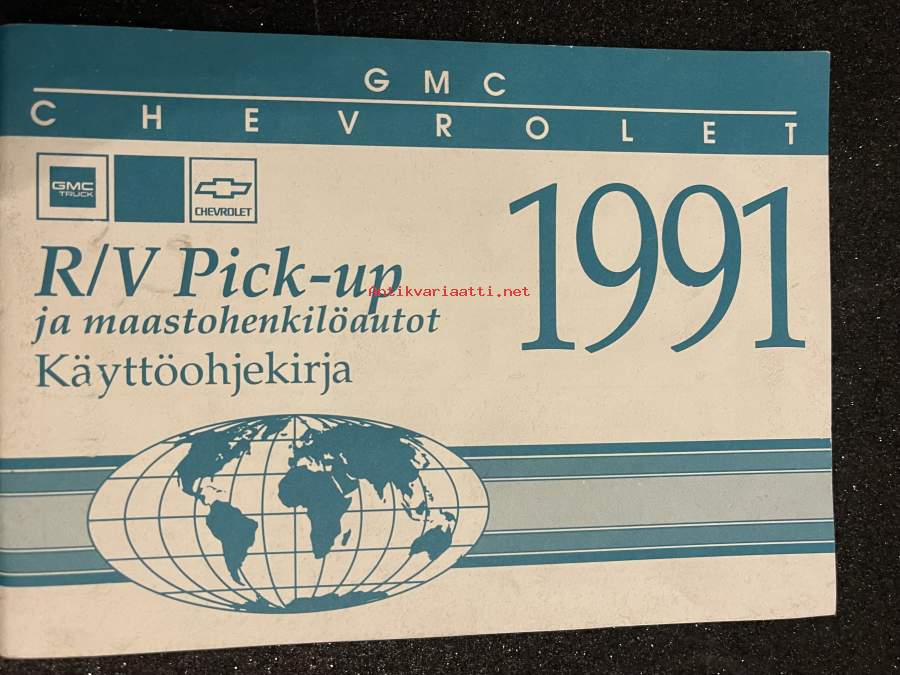 GMC
CHEVROLET
GMC
TRUCK
CHEVROLET
1991
R/V Pick-up
Antikvariaatti.net
ja maastohenkilöautot
Käyttöohjekirja